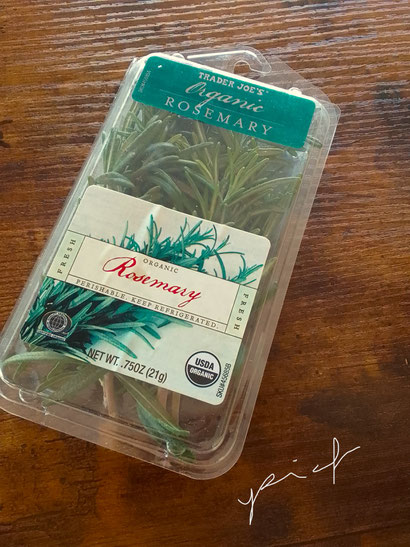 TRADER JOE'S
Organic
ROSEMARY
ORGANIC
Rosemary
PERISHABLE. KEEP REFRIGERATED.
FRESH
FRESH
NET WT. .75OZ (21g)
USDA
ORGANIC